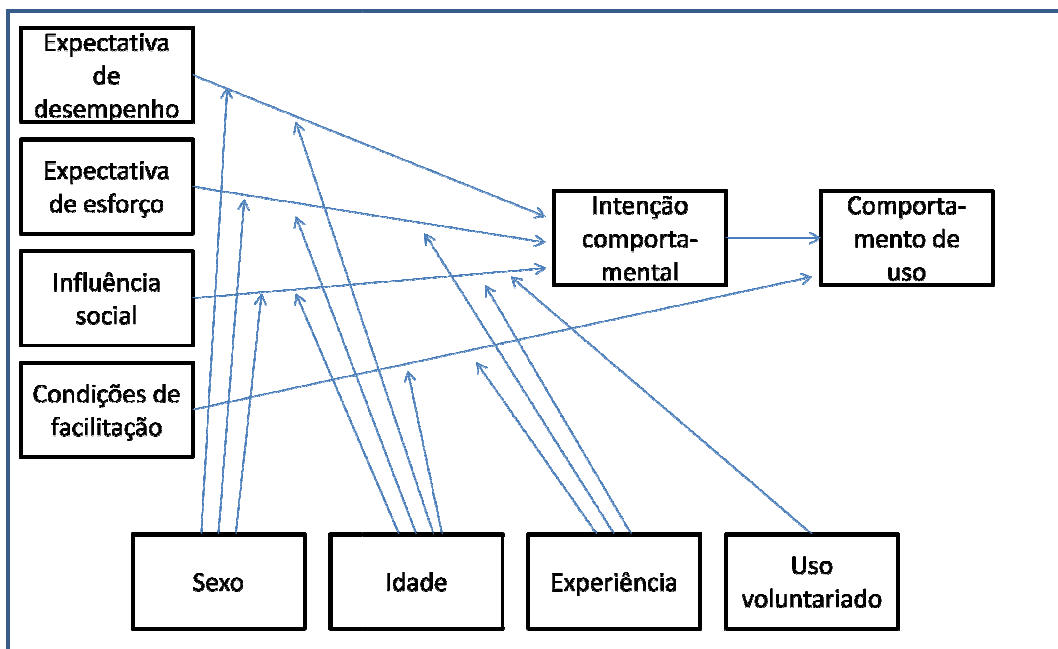 Expectativa
de
desempenho
Expectativa
de esforço
Influência
social
Condições de
facilitação
Intenção
comporta-
mental
Comporta-
mento de
uso
Sexo
Idade
Experiência
Uso
voluntariado